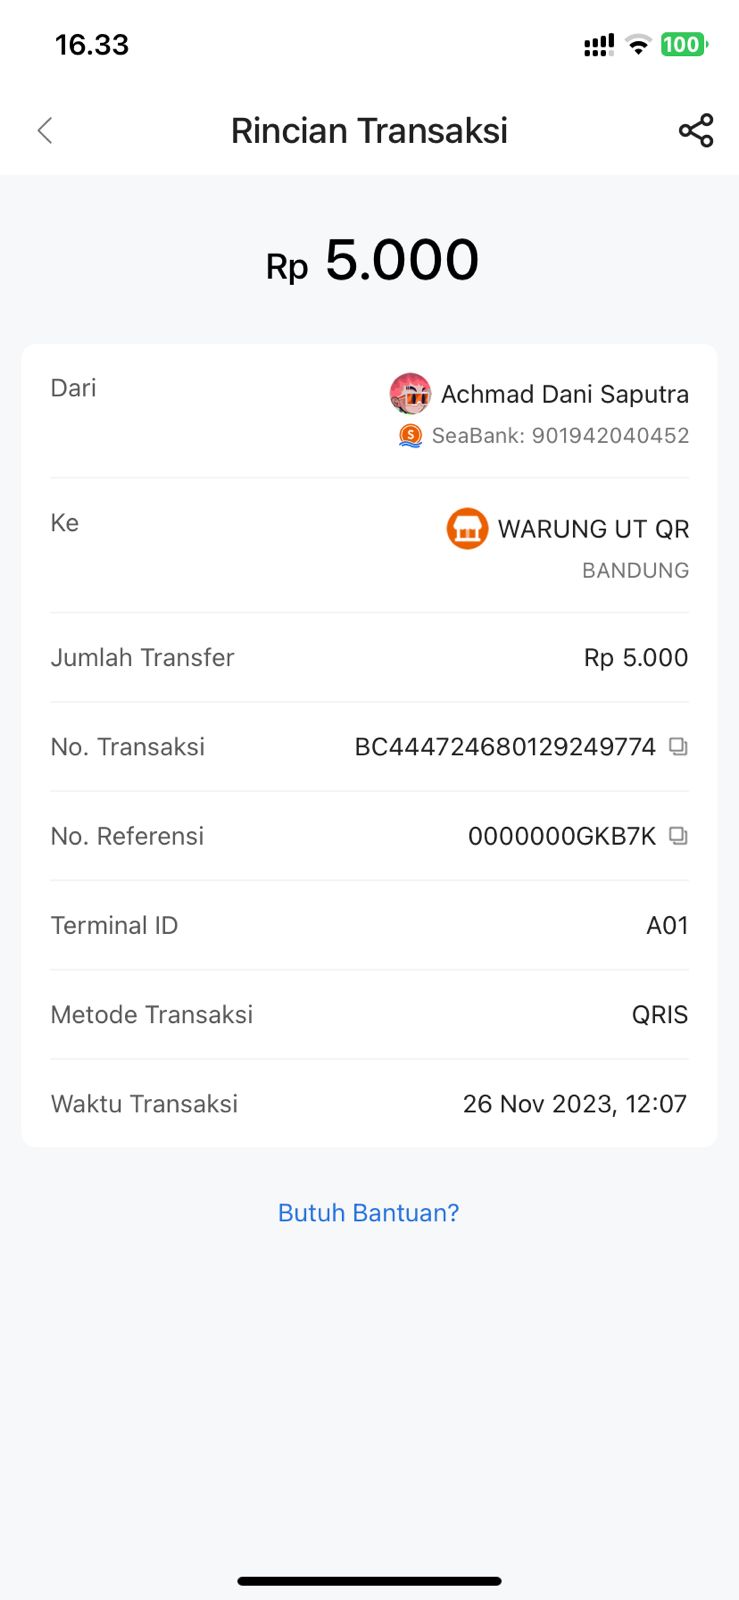 16.33
100
Rincian Transaksi
Rp 5.000
Dari
Achmad Dani Saputra
SeaBank: 901942040452
Ke
WARUNG UT QR
BANDUNG
Jumlah Transfer
Rp 5.000
No. Transaksi
BC444724680129249774
No. Referensi
0000000GKB7K
Terminal ID
A01
Metode Transaksi
QRIS
Waktu Transaksi
26 Nov 2023, 12:07
Butuh Bantuan?